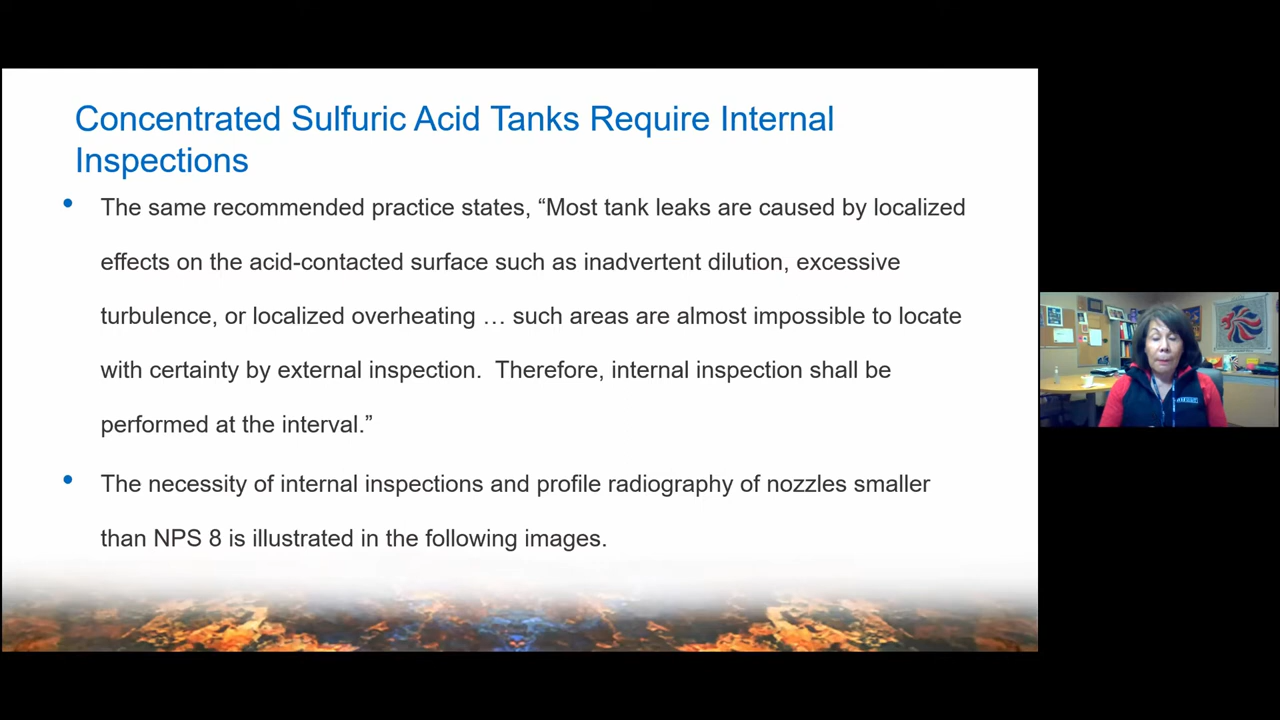 Concentrated Sulfuric Acid Tanks Require Internal
Inspections
• The same recommended practice states, “Most tank leaks are caused by localized
effects on the acid-contacted surface such as inadvertent dilution, excessive
turbulence, or localized overheating … such areas are almost impossible to locate
with certainty by external inspection.  Therefore, internal inspection shall be
performed at the interval.”
• The necessity of internal inspections and profile radiography of nozzles smaller
than NPS 8 is illustrated in the following images.